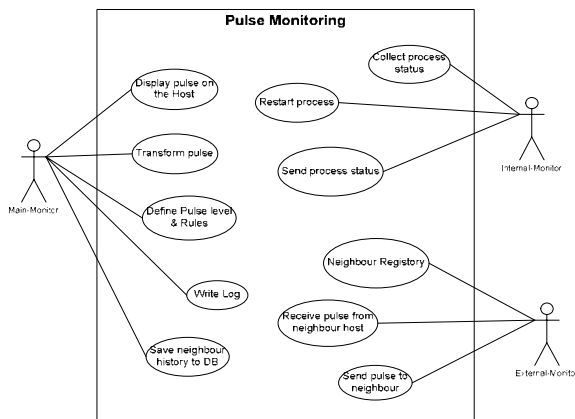 Pulse Monitoring
Display pulse on
the Host
Transform pulse
Define Pulse level
& Rules
Write Log
Save neighbour
history to DB
Main-Monitor
Collect process
status
Restart process
Send process status
Internal-Monitor
Neighbour Registory
Receive pulse from
neighbour host
Send pulse to
neighbour
External-Monito